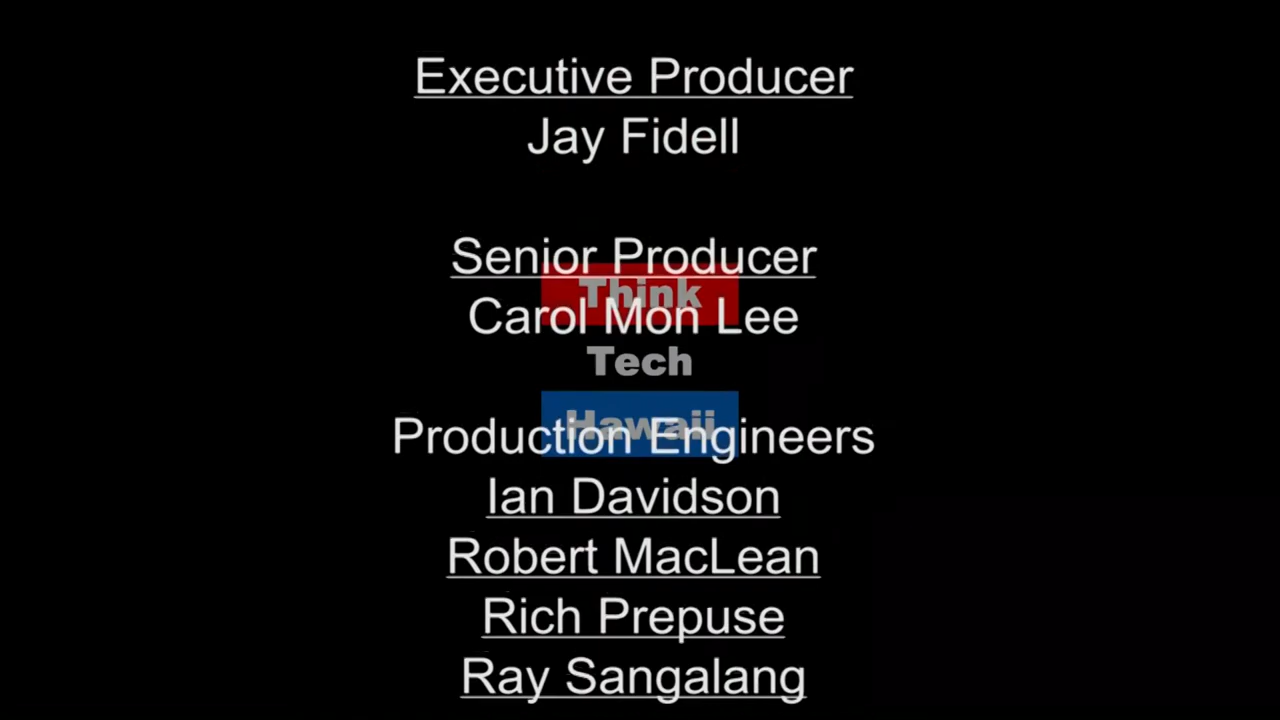 Executive Producer
Jay Fidell
Senior Producer
Think
Carol Mon Lee
Tech
Hawaii
Production Engineers
Ian Davidson
Robert MacLean
Rich Prepuse
Ray Sangalang